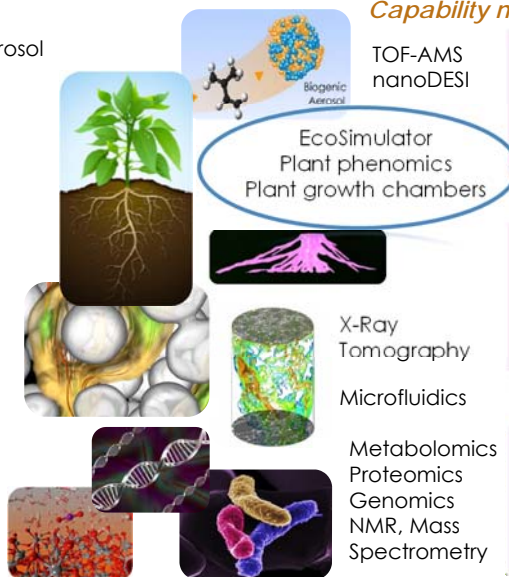 Capability n
rosol
TOF-AMS
nanoDESI
Biogenic
Aerosol
EcoSimulator
Plant phenomics
Plant growth chambers
X-Ray
Tomography
Microfluidics
Metabolomics
Proteomics
Genomics
NMR, Mass
Spectrometry